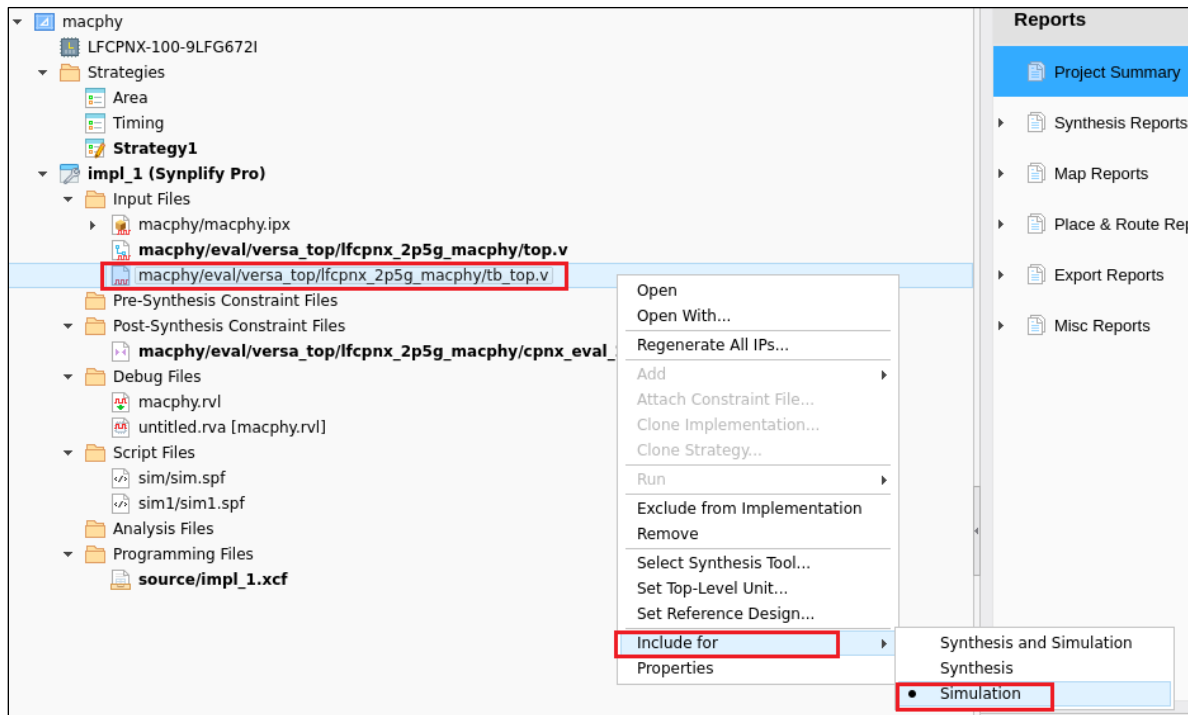 macphy
LFCPNX-100-9LFG672I
Strategies
Area
Timing
Strategy1
impl_1 (Synplify Pro)
Input Files
macphy/macphy.ipx
macphy/eval/versa_top/lfcpnx_2p5g_macphy/top.v
macphy/eval/versa_top/lfcpnx_2p5g_macphy/tb_top.v
Pre-Synthesis Constraint Files
Post-Synthesis Constraint Files
macphy/eval/versa_top/lfcpnx_2p5g_macphy/cpnx_eval_
Debug Files
macphy.rvl
untitled.rva [macphy.rvl]
Script Files
sim/sim.spf
sim1/sim1.spf
Analysis Files
Programming Files
source/impl_1.xcf
Open
Open With...
Regenerate All IPs...
Add
Attach Constraint File...
Clone Implementation...
Clone Strategy...
Run
Exclude from Implementation
Remove
Select Synthesis Tool...
Set Top-Level Unit...
Set Reference Design...
Include for
Properties
Synthesis and Simulation
Synthesis
Simulation
Reports
Project Summary
Synthesis Reports
Map Reports
Place & Route Rep
Export Reports
Misc Reports